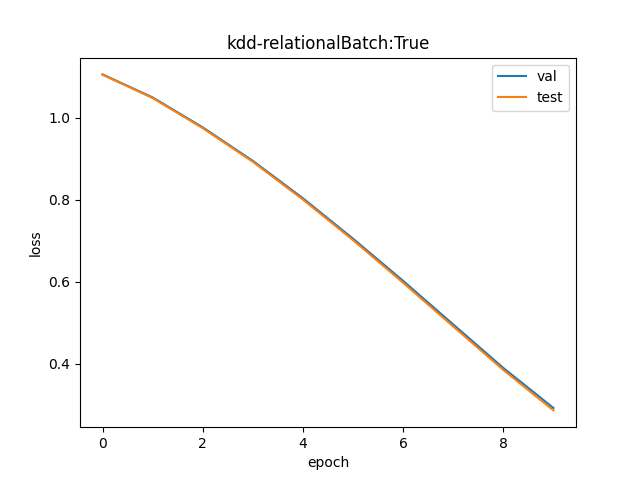 kdd-relationalBatch:True
val
test
loss
1.0
0.8
0.6
0.4
0 2 4 6 8
epoch